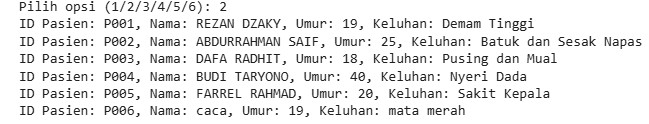 Pilih opsi (1/2/3/4/5/6): 2
ID Pasien: P001, Nama: REZAN DZAKY, Umur: 19, Keluhan: Demam Tinggi
ID Pasien: P002, Nama: ABDURRAHMAN SAIF, Umur: 25, Keluhan: Batuk dan Sesak Napas
ID Pasien: P003, Nama: DAFA RADHIT, Umur: 18, Keluhan: Pusing dan Mual
ID Pasien: P004, Nama: BUDI TARYONO, Umur: 40, Keluhan: Nyeri Dada
ID Pasien: P005, Nama: FARREL RAHMAD, Umur: 20, Keluhan: Sakit Kepala
ID Pasien: P006, Nama: caca, Umur: 19, Keluhan: mata merah